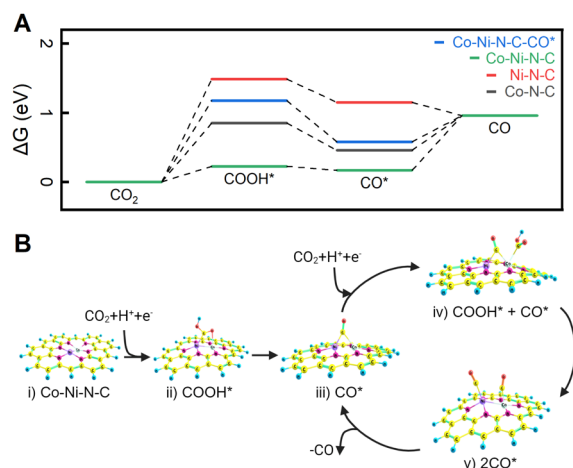 A
2
1
0
ΔG (eV)
Co-Ni-N-C-CO*
Co-Ni-N-C
Ni-N-C
Co-N-C
CO₂
COOH*
CO*
CO
B
CO₂+H⁺+e⁻
CO₂+H⁺+e⁻
i) Co-Ni-N-C
ii) COOH*
iii) CO*
iv) COOH* + CO*
-CO
v) 2CO*